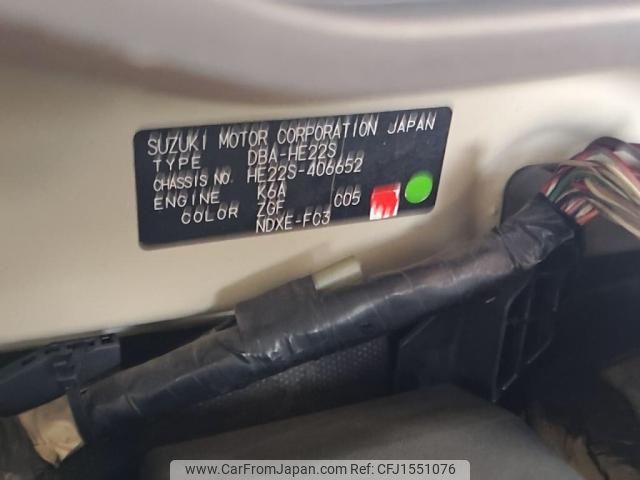 SUZUKI MOTOR CORPORATION JAPAN
TYPE DBA-HE22S
CHASSIS NO. HE22S-406652
ENGINE K6A
COLOR ZGF C05
NDXE-FC3
www.CarFromJapan.com | © CarFromJapan | CFJ1551076